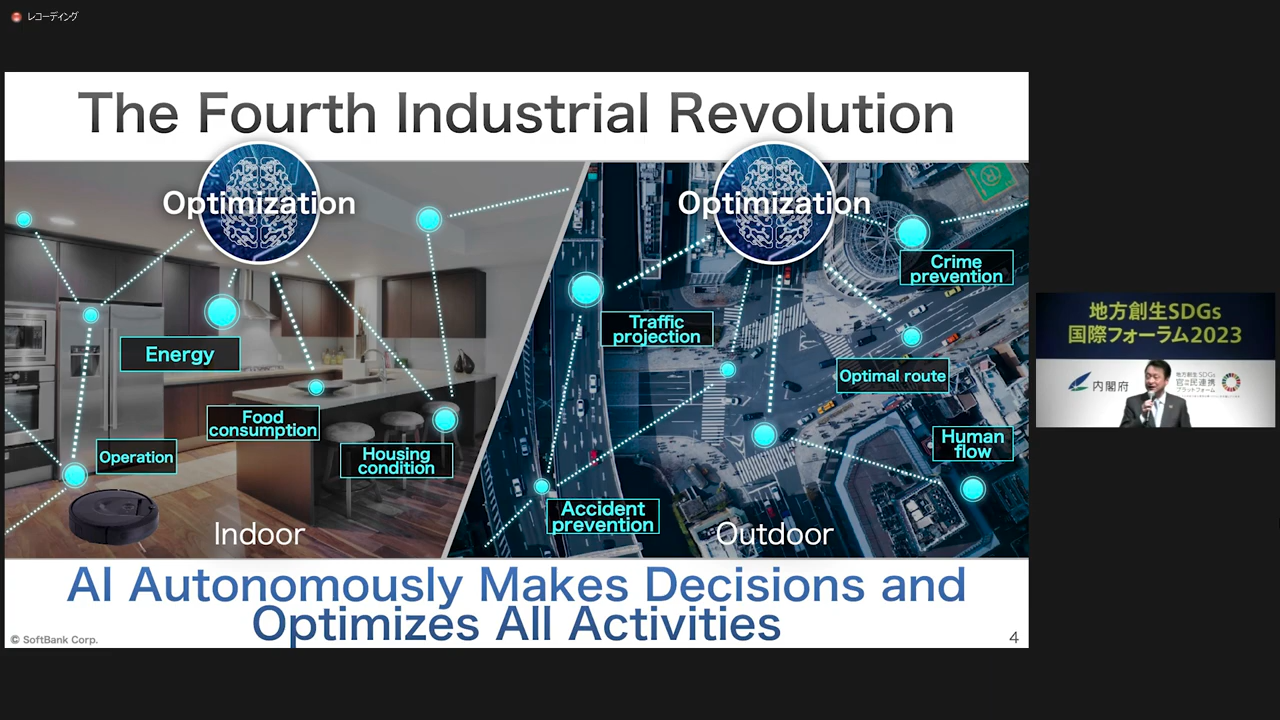 レコーディング
The Fourth Industrial Revolution
Optimization
Optimization
Crime
prevention
Traffic
projection
Energy
Optimal route
Food
consumption
Housing
condition
Operation
Human
flow
Accident
prevention
Indoor
Outdoor
AI Autonomously Makes Decisions and
Optimizes All Activities
© SoftBank Corp.
4
地方創生SDGs
国際フォーラム2023
内閣府
地方創生SDGs
官民連携
プラットフォーム